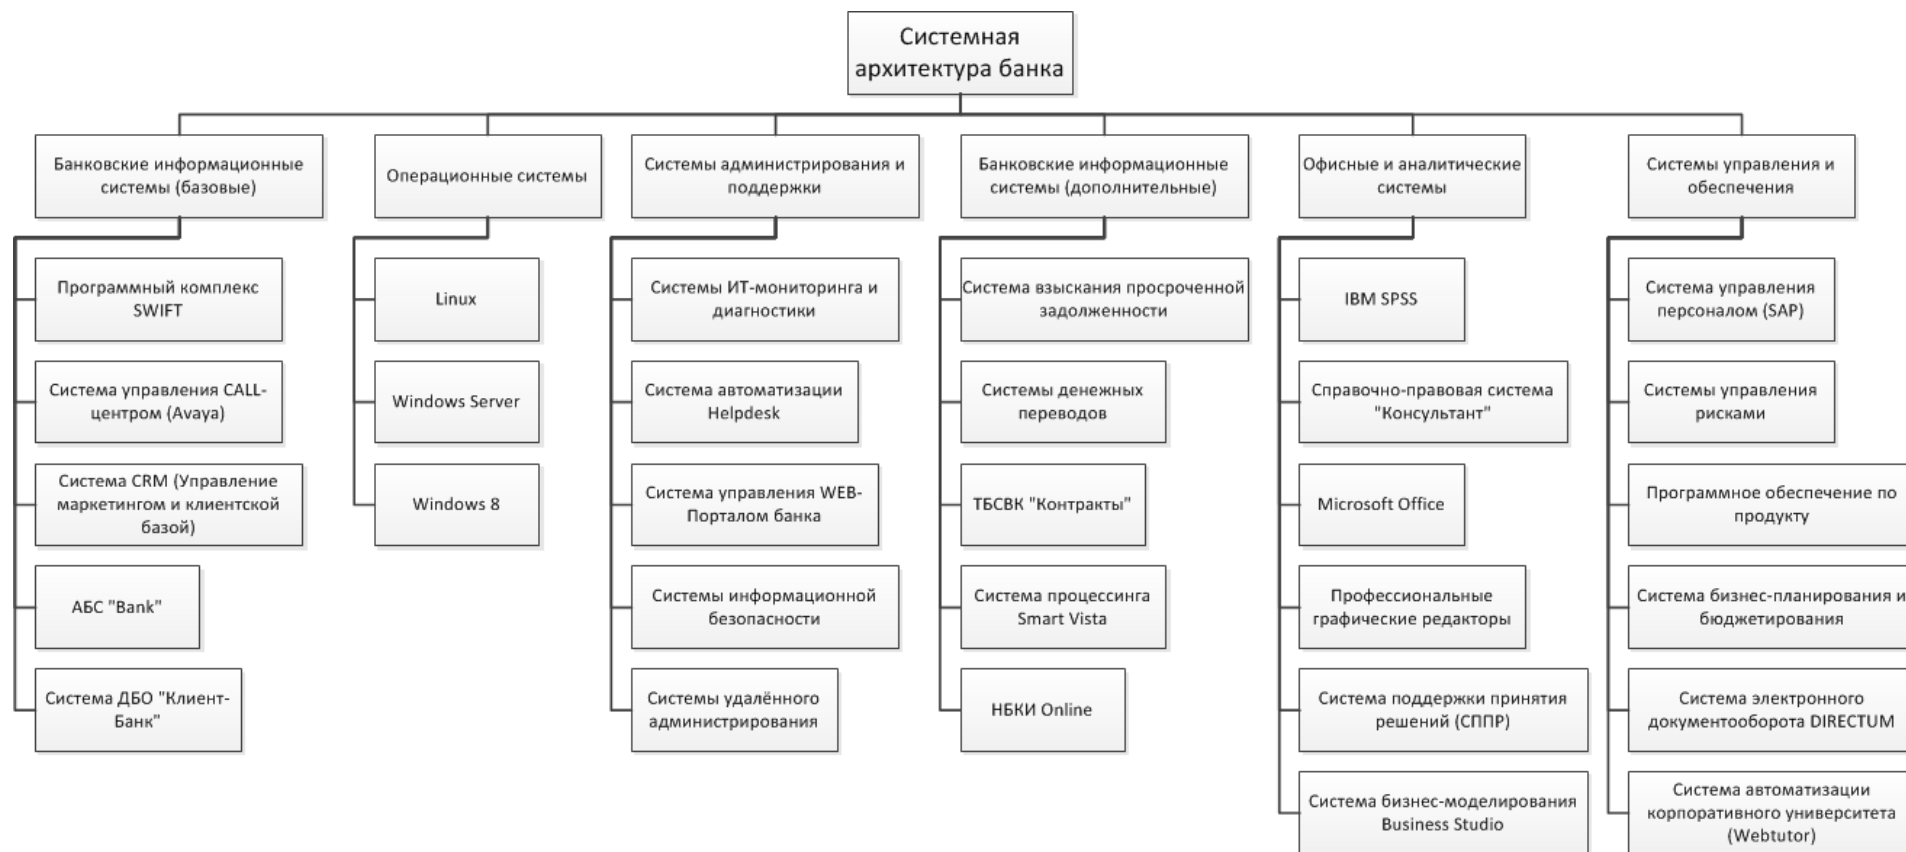 Системная
архитектура банка
Банковские информационные
системы (базовые)
Операционные системы
Системы администрирования и
поддержки
Банковские информационные
системы (дополнительные)
Офисные и аналитические
системы
Системы управления и
обеспечения
Программный комплекс
SWIFT
Система управления CALL-
центром (Avaya)
Система CRM (Управление
маркетингом и клиентской
базой)
АБС "Bank"
Система ДБО "Клиент-
Банк"
Linux
Windows Server
Windows 8
Системы ИТ-мониторинга и
диагностики
Система автоматизации
Helpdesk
Система управления WEB-
Порталом банка
Системы информационной
безопасности
Системы удалённого
администрирования
Система взыскания просроченной
задолженности
Системы денежных
переводов
ТБСВК "Контракты"
Система процессинга
Smart Vista
НБКИ Online
IBM SPSS
Справочно-правовая система
"Консультант"
Microsoft Office
Профессиональные
графические редакторы
Система поддержки принятия
решений (СППР)
Система бизнес-моделирования
Business Studio
Система управления
персоналом (SAP)
Системы управления
рисками
Программное обеспечение по
продукту
Система бизнес-планирования и
бюджетирования
Система электронного
документооборота DIRECTUM
Система автоматизации
корпоративного университета
(Webtutor)